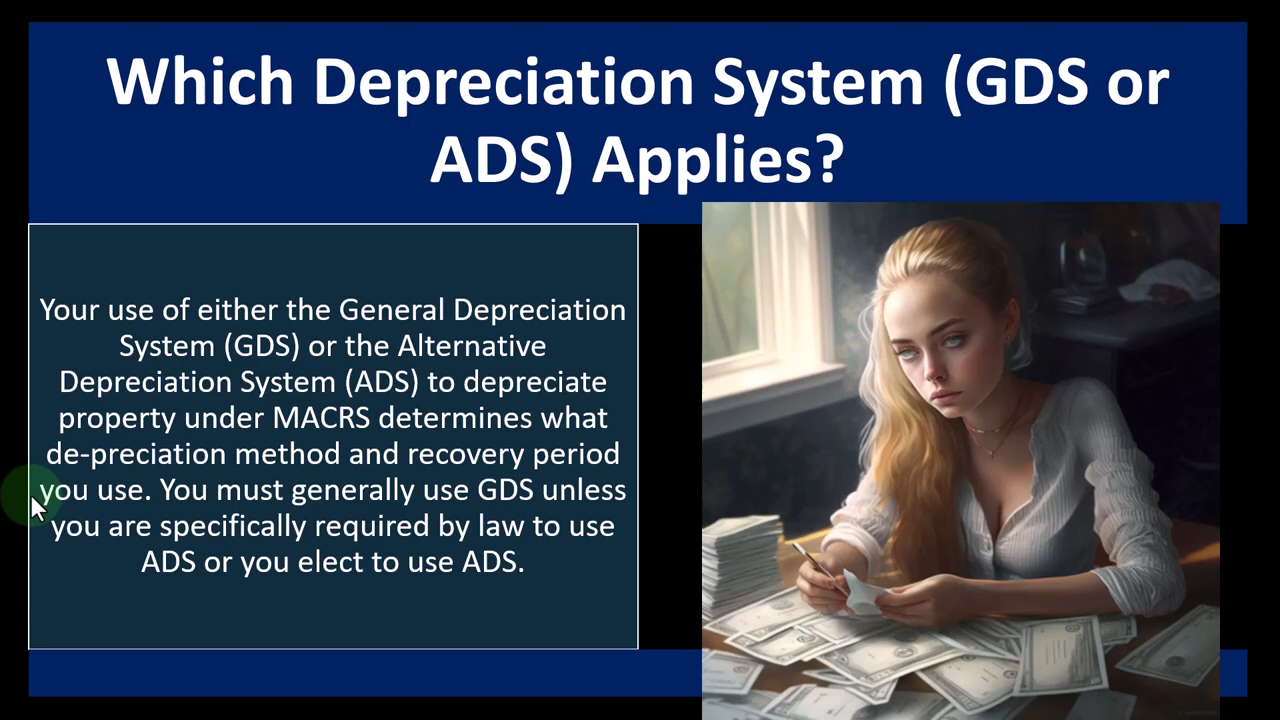 Which Depreciation System (GDS or
ADS) Applies?
Your use of either the General Depreciation
System (GDS) or the Alternative
Depreciation System (ADS) to depreciate
property under MACRS determines what
de-preciation method and recovery period
you use. You must generally use GDS unless
you are specifically required by law to use
ADS or you elect to use ADS.